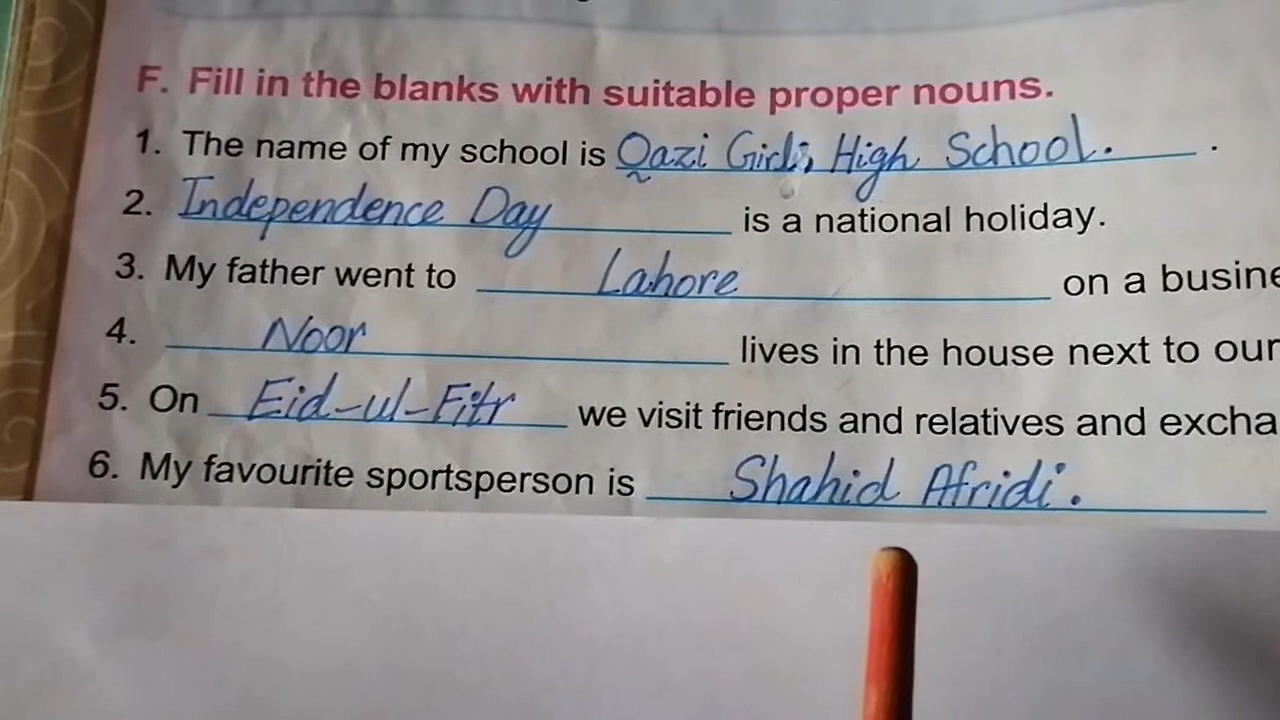 F. Fill in the blanks with suitable proper nouns.
1. The name of my school is Qazi Girls, High School. .
2. Independence Day is a national holiday.
3. My father went to Lahore on a busine
4. Noor lives in the house next to our
5. On Eid-ul-Fitr we visit friends and relatives and excha
6. My favourite sportsperson is Shahid Afridi.